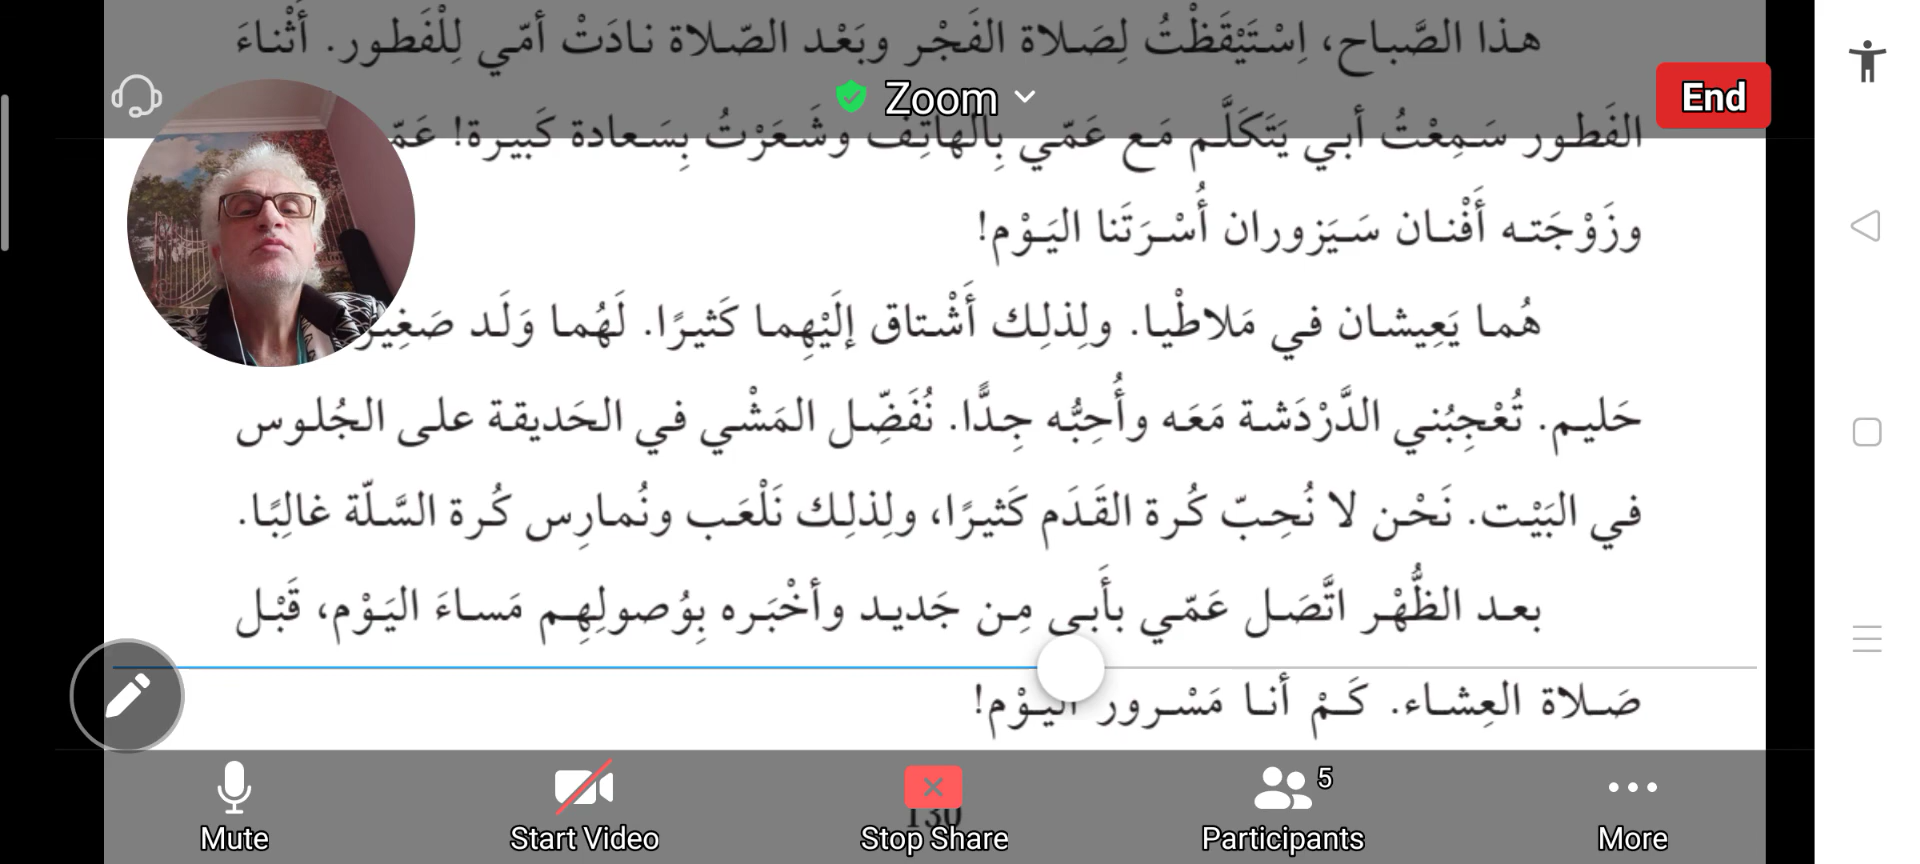 هذا الصَّباح، اِسْتَيْقَظْتُ لِصَلاة الفَجْر وبَعْد الصّلاة نادَتْ أمّي لِلْفَطور. أَثْناءَ
Zoom
End
الفَطور سَمِعْتُ أبي يَتَكَلَّم مَع عَمّي بِالهاتِف وشَعَرْتُ بِسَعادة كَبيرة!
وزَوْجَته أَفْنان سَيَزوران أُسْرَتَنا اليَوْم!
هُما يَعِيشان في مَلاطْيا. ولِذلِك أَشْتاق إلَيْهِما كَثيرًا. لَهُما وَلَد
حَليم. تُعْجِبُني الدَّرْدَشة مَعَه وأُحِبُّه جِدًّا. نُفَضِّل المَشْي في الحَديقة على الجُلوس
في البَيْت. نَحْن لا نُحِبّ كُرة القَدَم كَثيرًا، ولِذلِك نَلْعَب ونُمارِس كُرة السَّلّة غالِبًا.
بعد الظُّهْر اتَّصَل عَمّي بأَبي مِن جَديد وأخْبَره بِوُصولِهِم مَساءَ اليَوْم، قَبْل
صَلاة العِشاء. كَمْ أنا مَسْرور اليَوْم!
130
Mute
Start Video
Stop Share
Participants 5
More